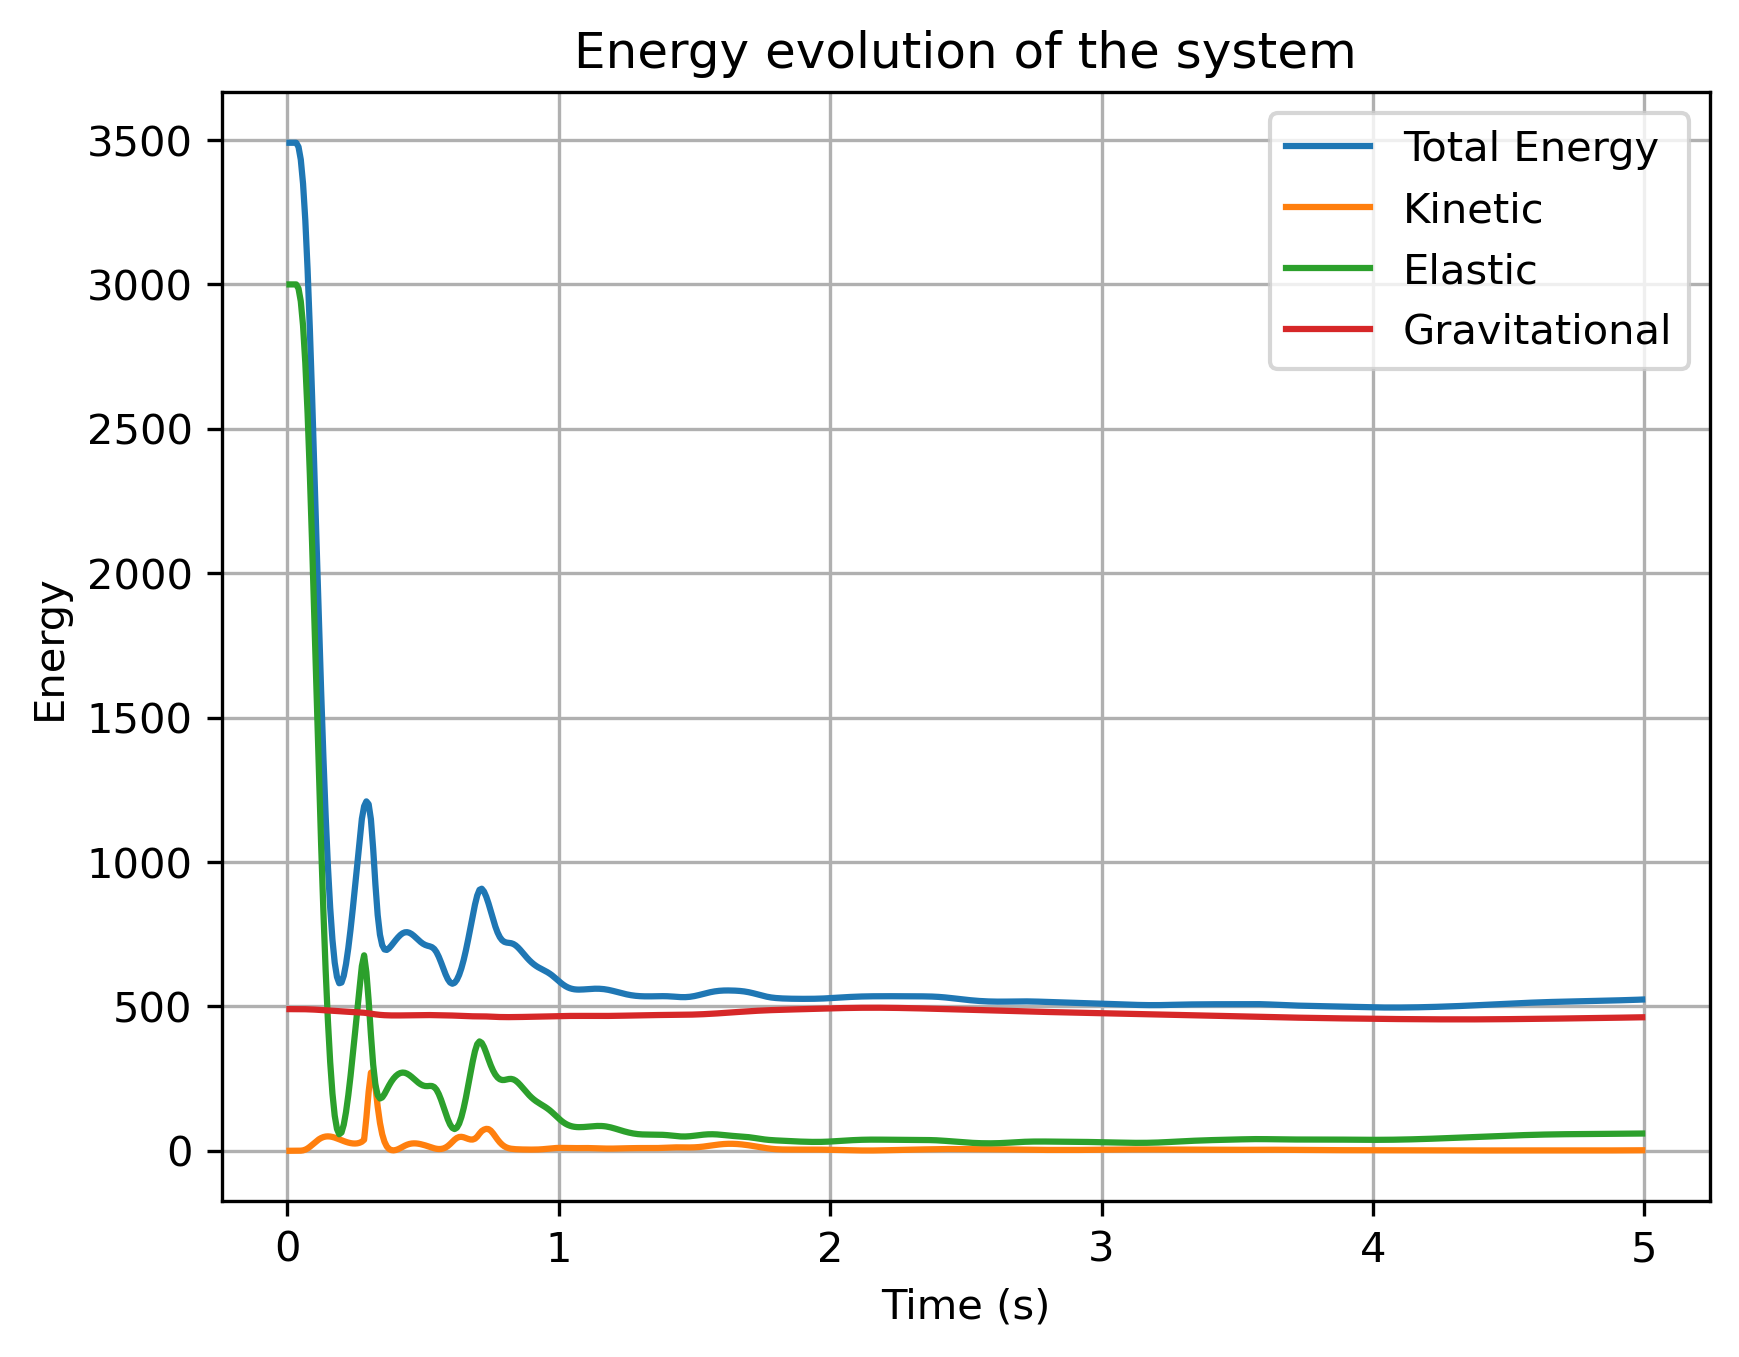 Energy evolution of the system
3500
3000
2500
2000
1500
1000
500
0
Energy
Total Energy
Kinetic
Elastic
Gravitational
0 1 2 3 4 5
Time (s)